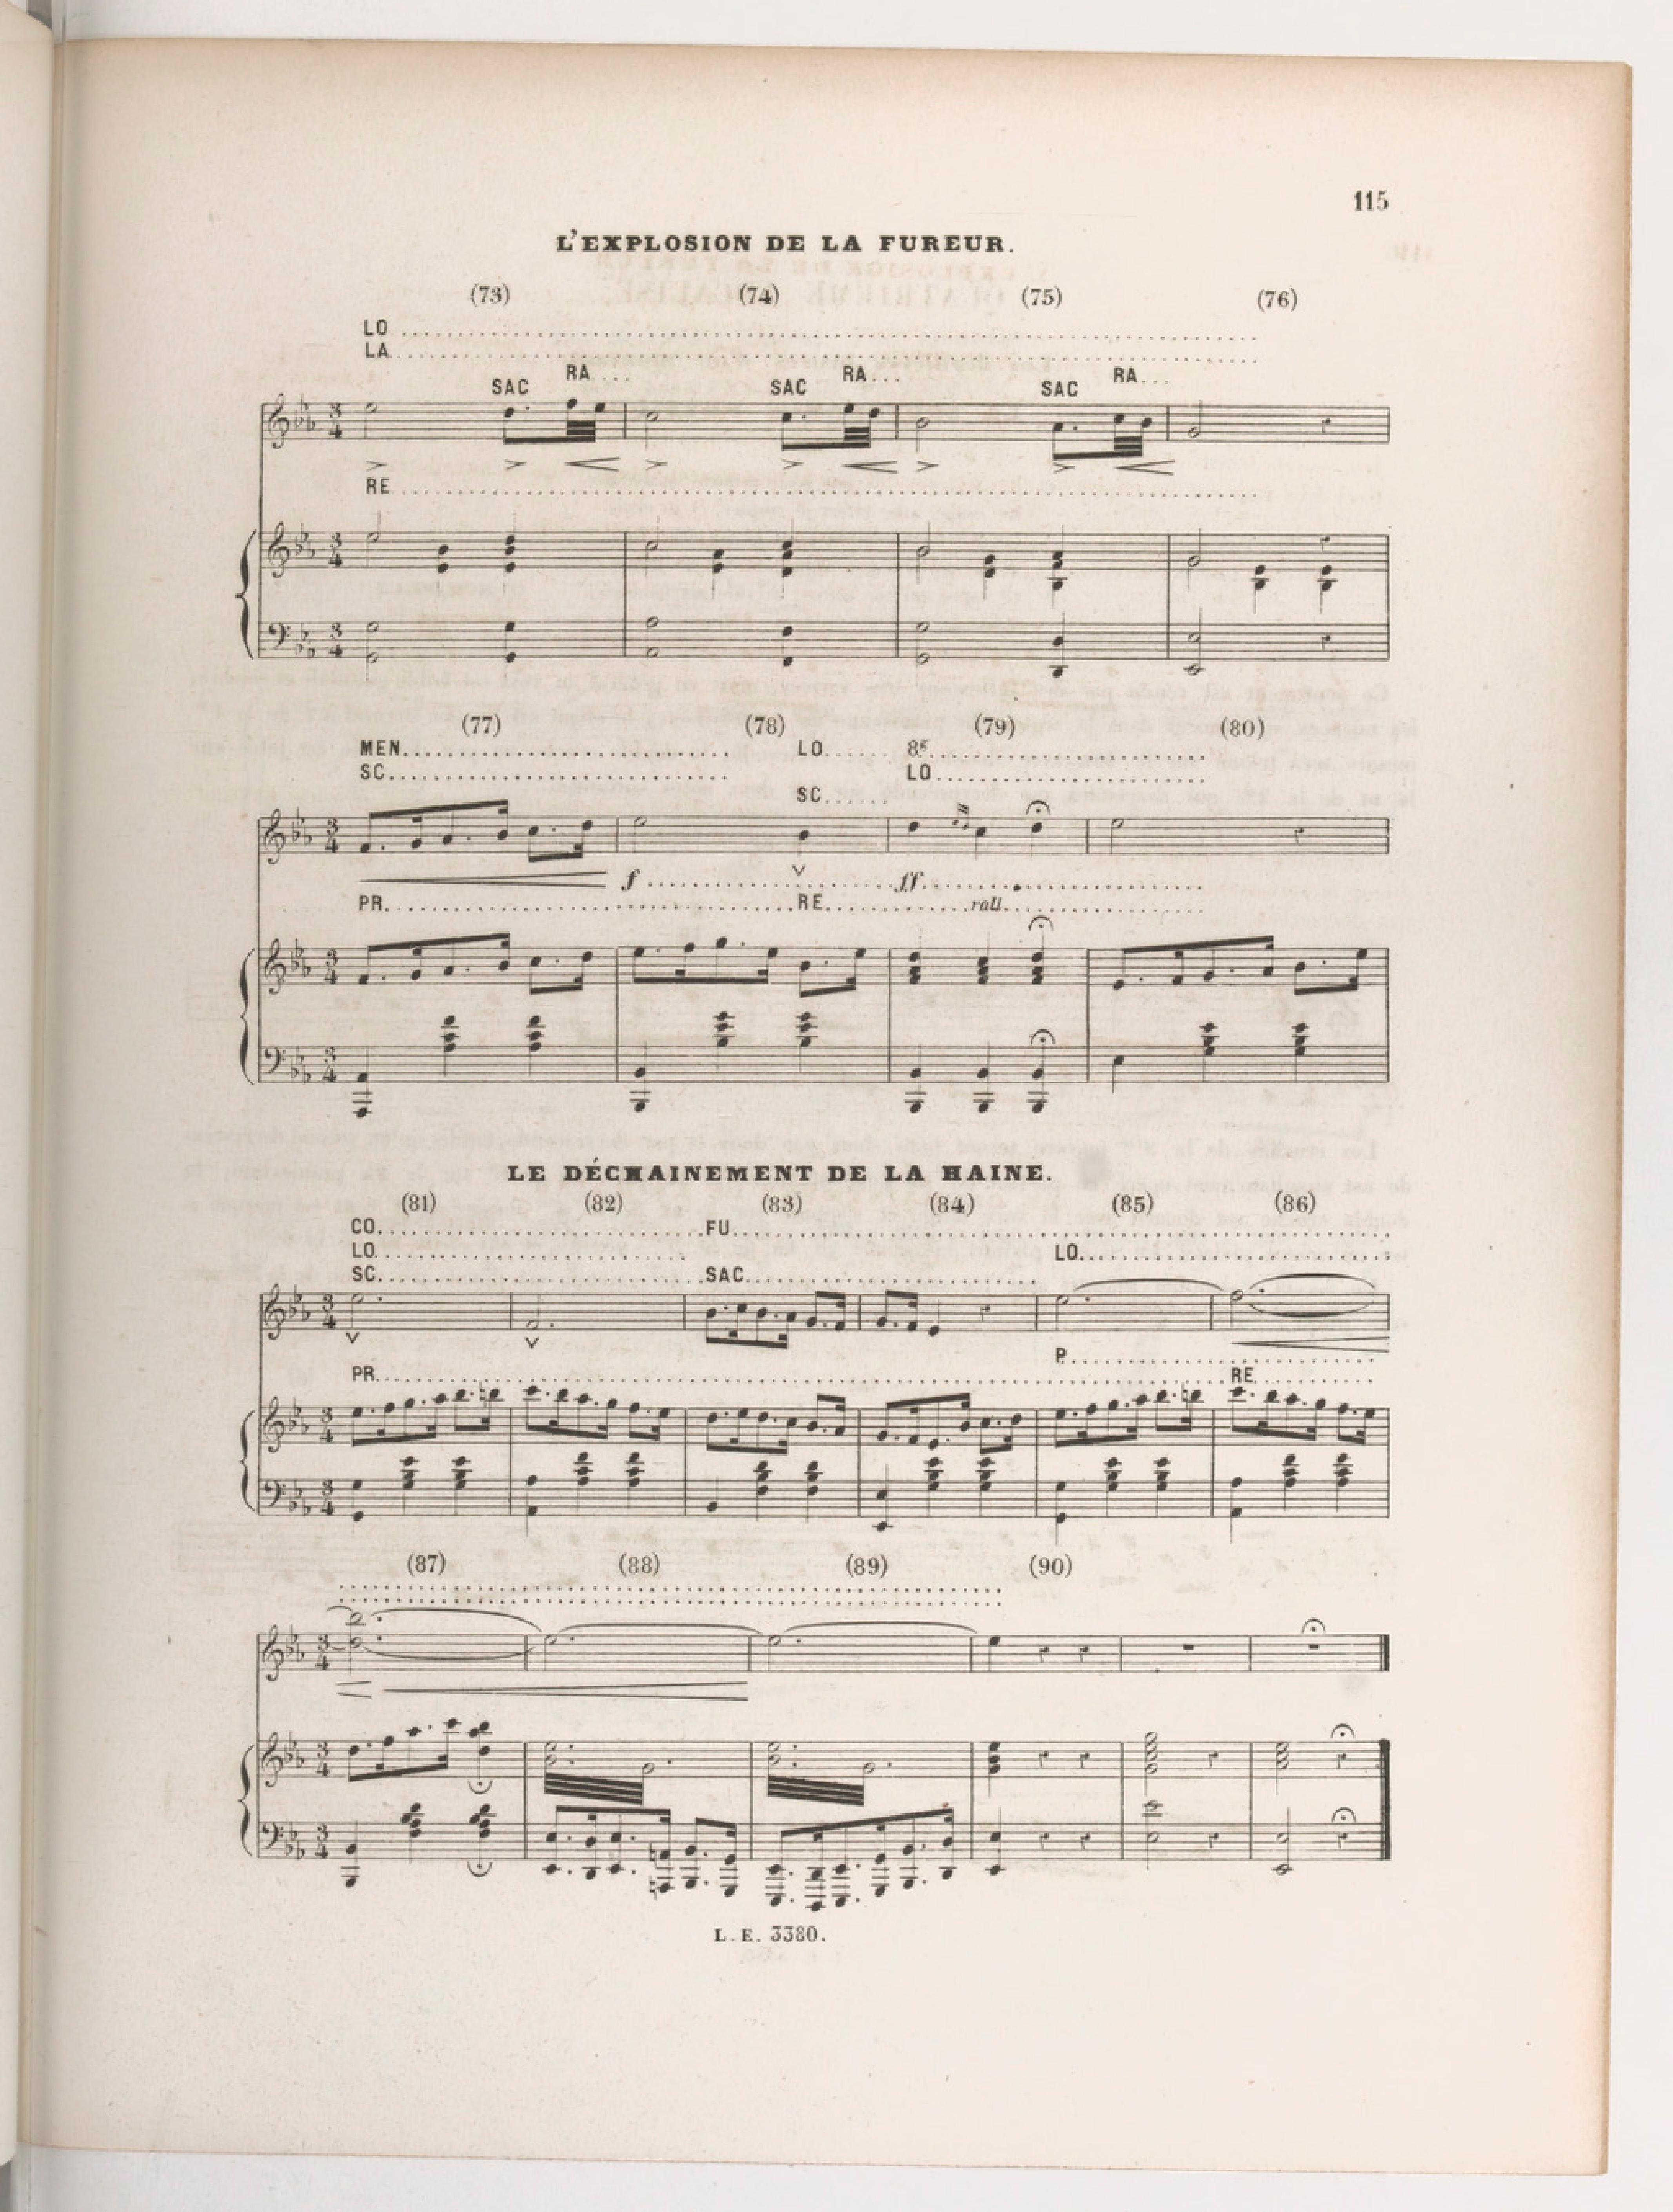 115
L'EXPLOSION DE LA FUREUR.
(73) (74) (75) (76)
LO
LA
SAC RA.... SAC RA... SAC RA...
RE
(77) (78) (79) (80)
MEN LO 8ᵉ
SC LO
SC
f ff
PR. RE rall.
LE DÉCHAINEMENT DE LA HAINE.
(81) (82) (83) (84) (85) (86)
CO FU
LO LO
SC SAC
P
PR RE
(87) (88) (89) (90)
L. E. 3380.